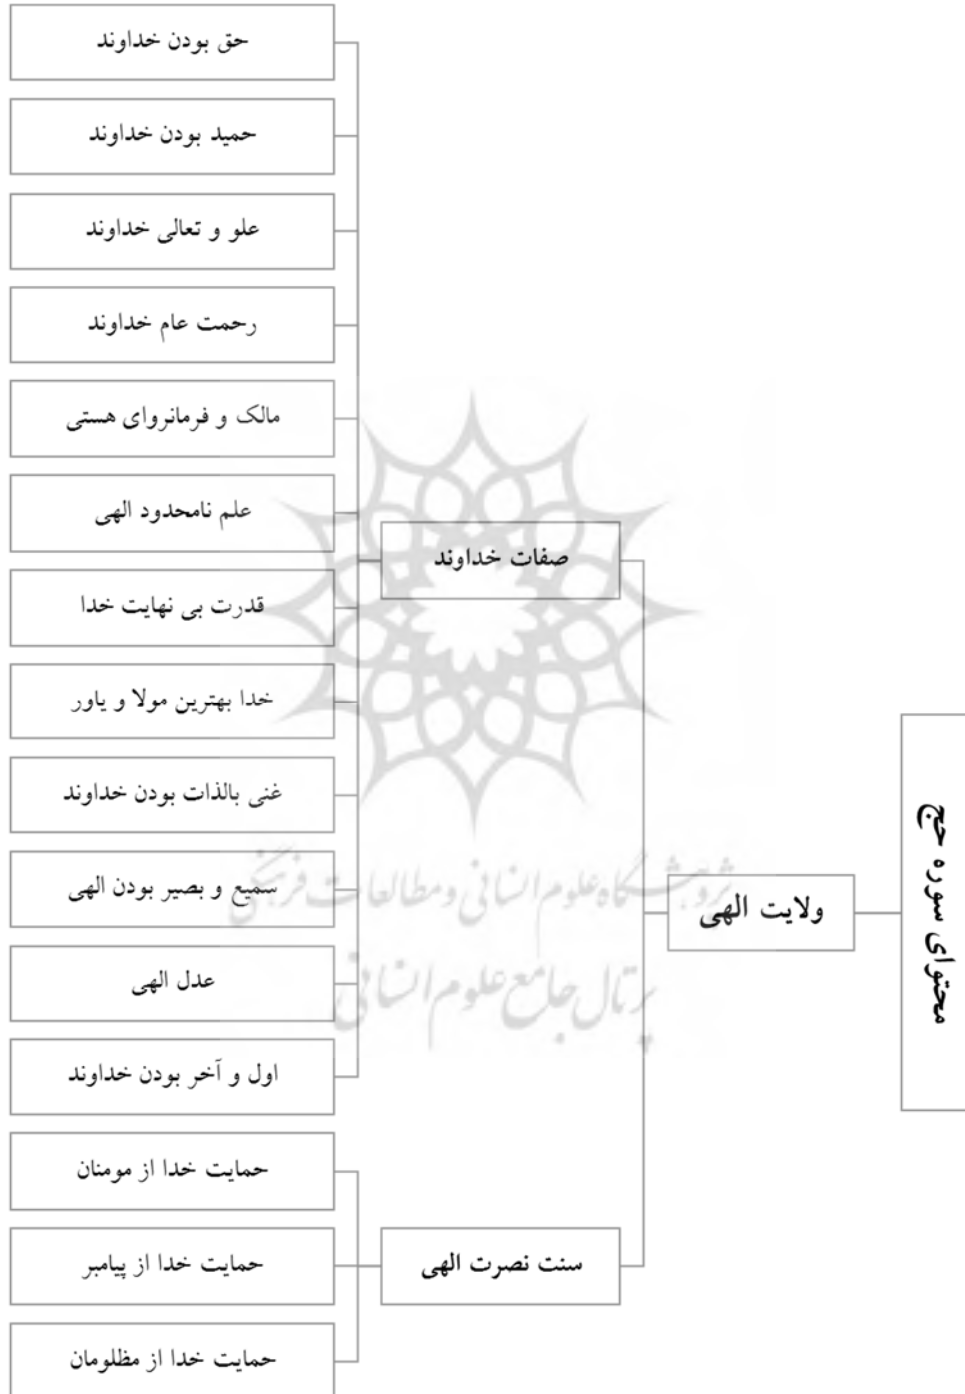 محتوای سوره حج
ولایت الهی
صفات خداوند
حق بودن خداوند
حمید بودن خداوند
علو و تعالی خداوند
رحمت عام خداوند
مالک و فرمانروای هستی
علم نامحدود الهی
قدرت بی نهایت خدا
خدا بهترین مولا و یاور
غنی بالذات بودن خداوند
سمیع و بصیر بودن الهی
عدل الهی
اول و آخر بودن خداوند
سنت نصرت الهی
حمایت خدا از مومنان
حمایت خدا از پیامبر
حمایت خدا از مظلومان
پژوهشگاه علوم انسانی و مطالعات فرهنگی
پرتال جامع علوم انسانی